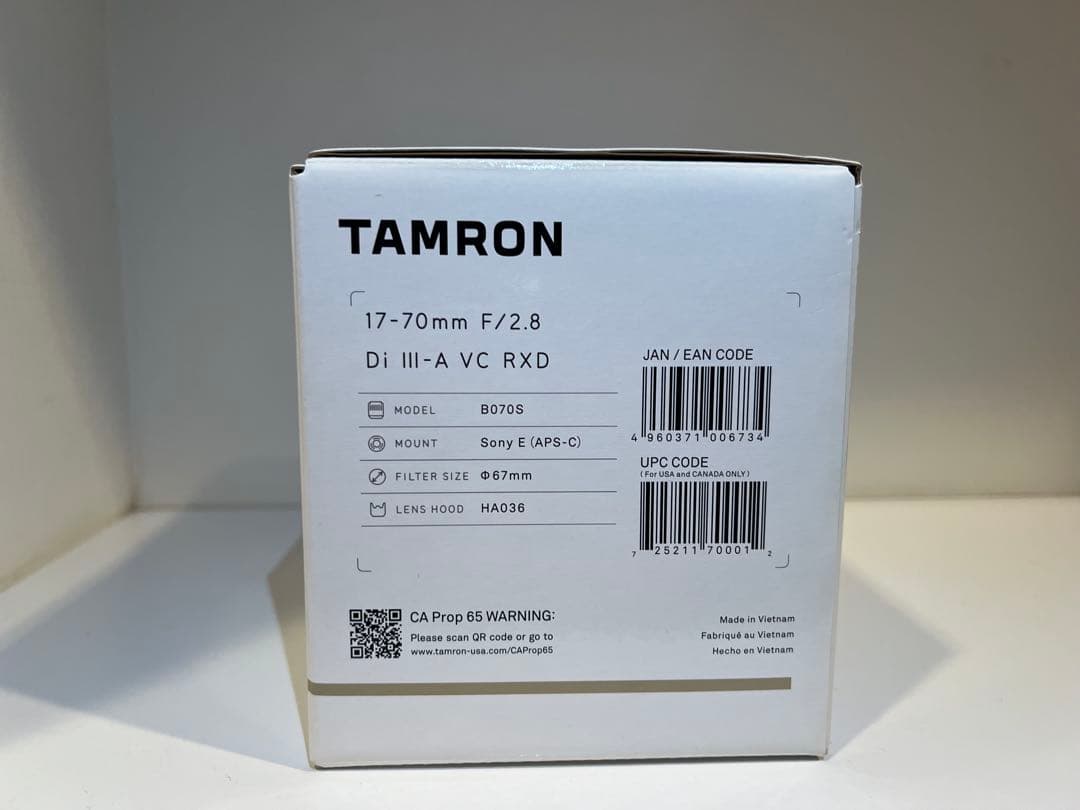 TAMRON
17-70mm F/2.8
Di III-A VC RXD
MODEL B070S
MOUNT Sony E (APS-C)
FILTER SIZE Φ67mm
LENS HOOD HA036
JAN / EAN CODE
4 960371 006734
UPC CODE
(For USA and CANADA ONLY)
7 25211 70001 2
CA Prop 65 WARNING:
Please scan QR code or go to
www.tamron-usa.com/CAProp65
Made in Vietnam
Fabriqué au Vietnam
Hecho en Vietnam